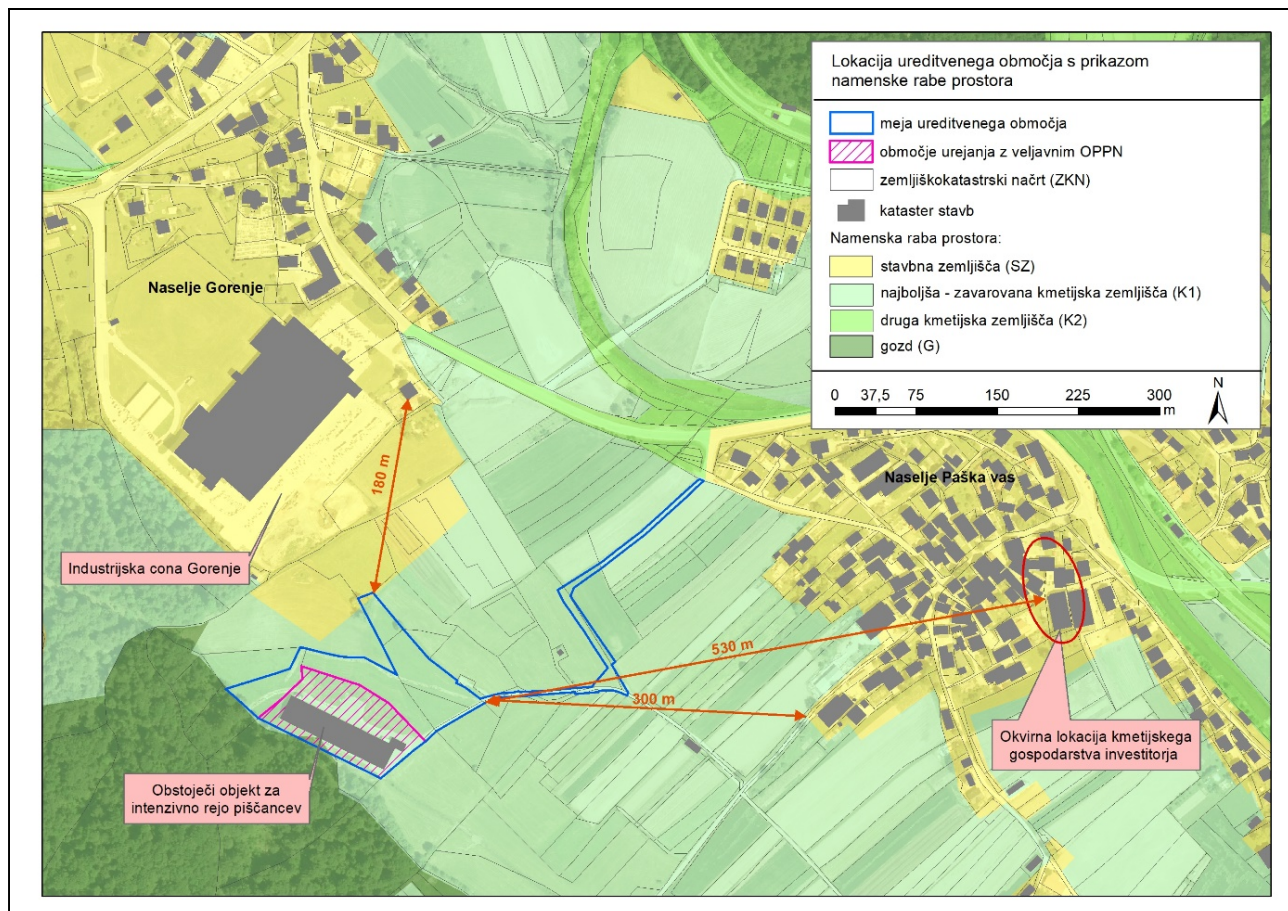 Lokacija ureditvenega območja s prikazom
namenske rabe prostora
meja ureditvenega območja
območje urejanja z veljavnim OPPN
zemljiškokatastrski načrt (ZKN)
kataster stavb
Namenska raba prostora:
stavbna zemljišča (SZ)
najboljša - zavarovana kmetijska zemljišča (K1)
druga kmetijska zemljišča (K2)
gozd (G)
0 37,5 75 150 225 300
m
N
Naselje Gorenje
180 m
Industrijska cona Gorenje
Naselje Paška vas
530 m
300 m
Okvirna lokacija kmetijskega
gospodarstva investitorja
Obstoječi objekt za
intenzivno rejo piščancev